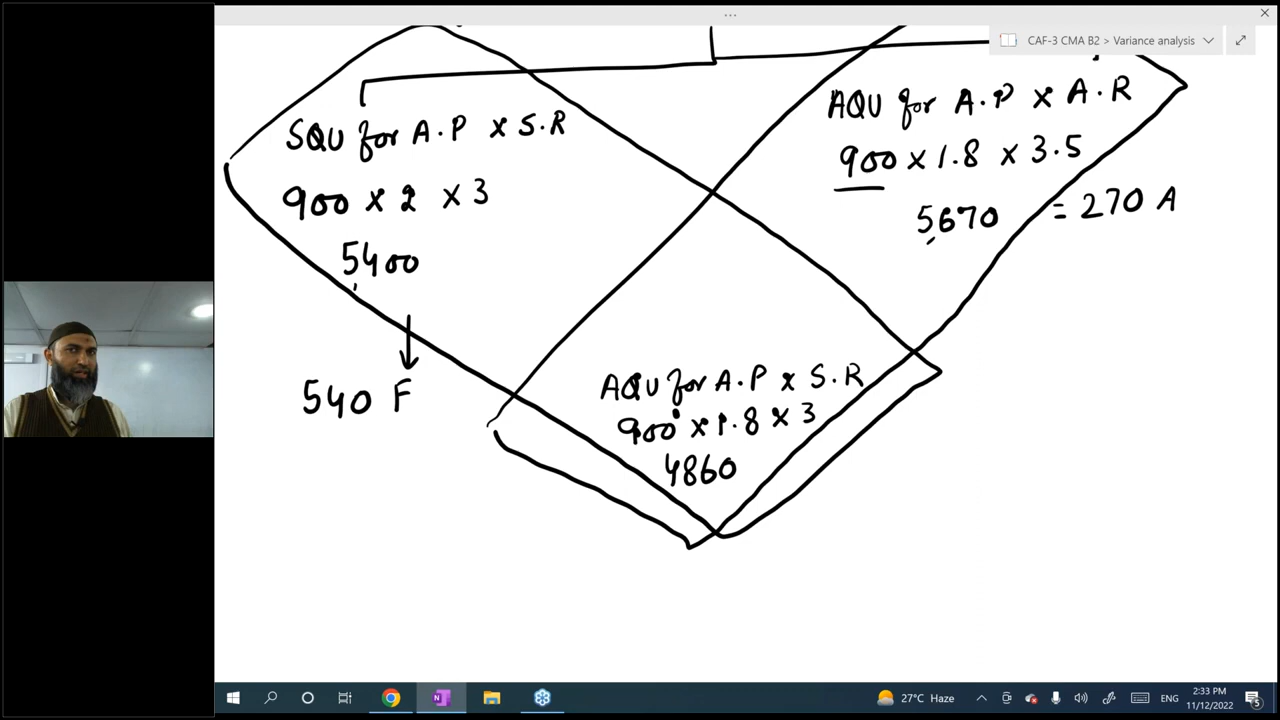 CAF-3 CMA B2 > Variance analysis
SQU for A.P x S.R
900 x 2 x 3
5400
540 F
AQU for A.P x A.R
900 x 1.8 x 3.5
5670 = 270 A
AQU for A.P x S.R
900 x 1.8 x 3
4860
27°C Haze
ENG
2:33 PM
11/12/2022
5